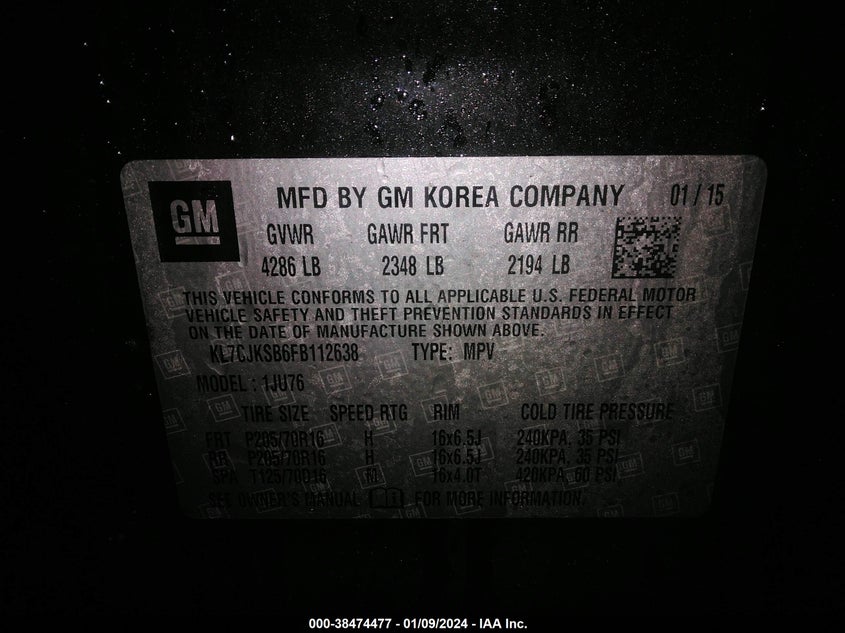 GM
MFD BY GM KOREA COMPANY 01/15
GVWR GAWR FRT GAWR RR
4286 LB 2348 LB 2194 LB
THIS VEHICLE CONFORMS TO ALL APPLICABLE U.S. FEDERAL MOTOR
VEHICLE SAFETY AND THEFT PREVENTION STANDARDS IN EFFECT
ON THE DATE OF MANUFACTURE SHOWN ABOVE.
KL7CJKSB6FB112638 TYPE: MPV
MODEL : 1JU76
TIRE SIZE SPEED RTG RIM COLD TIRE PRESSURE
FRT P205/70R16 H 16x6.5J 240KPA, 35 PSI
RR P205/70R16 H 16x6.5J 240KPA, 35 PSI
SPA T125/70D16 M 16x4.0T 420KPA, 60 PSI
SEE OWNER'S MANUAL FOR MORE INFORMATION.
000-38474477 - 01/09/2024 - IAA Inc.